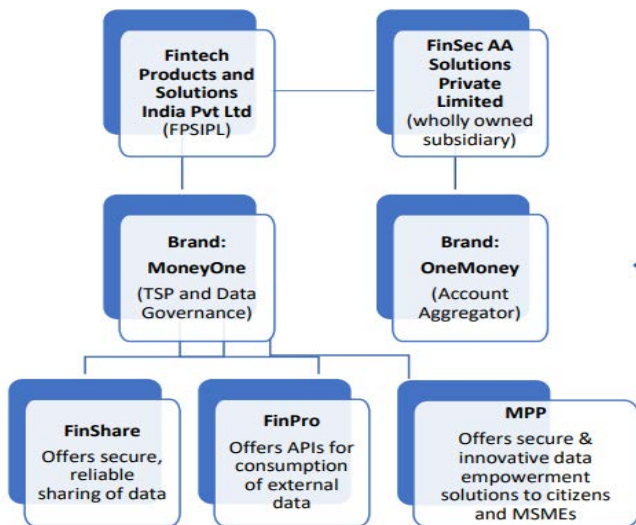 Fintech
Products and
Solutions
India Pvt Ltd
(FPSIPL)
FinSec AA
Solutions
Private
Limited
(wholly owned
subsidiary)
Brand:
MoneyOne
(TSP and Data
Governance)
Brand:
OneMoney
(Account
Aggregator)
FinShare
Offers secure,
reliable
sharing of data
FinPro
Offers APIs for
consumption
of external
data
MPP
Offers secure &
innovative data
empowerment
solutions to citizens
and MSMEs